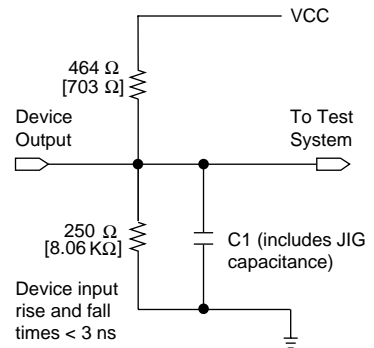 VCC
464 Ω
[703 Ω]
Device
Output
To Test
System
250 Ω
[8.06 KΩ]
C1 (includes JIG
capacitance)
Device input
rise and fall
times < 3 ns